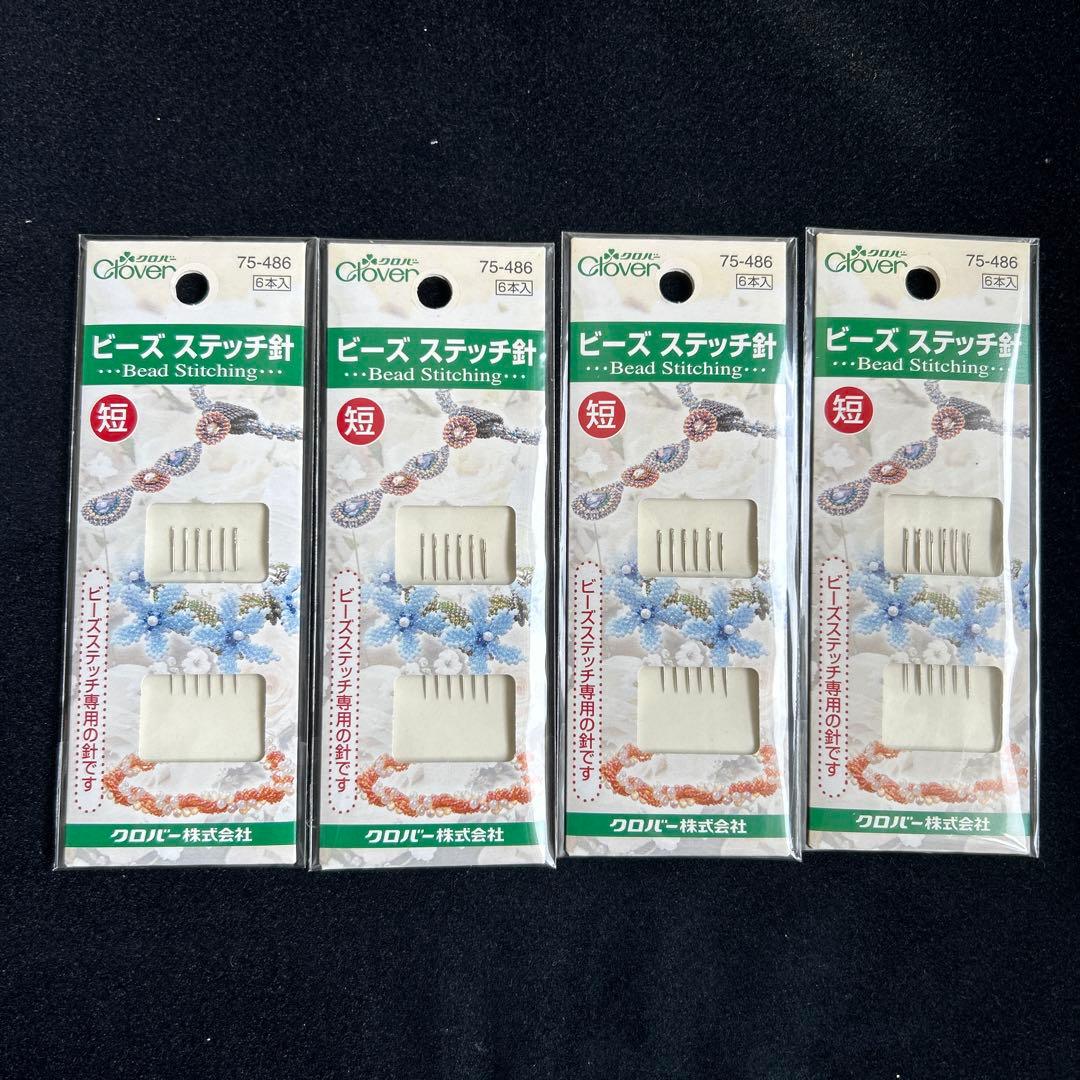 クロバー
Clover
75-486
6本入
ビーズ ステッチ針
···Bead Stitching···
短
ビーズステッチ専用の針です
クロバー株式会社
クロバー
Clover
75-486
6本入
ビーズ ステッチ針
···Bead Stitching···
短
ビーズステッチ専用の針です
クロバー株式会社
クロバー
Clover
75-486
6本入
ビーズ ステッチ針
···Bead Stitching···
短
ビーズステッチ専用の針です
クロバー株式会社
クロバー
Clover
75-486
6本入
ビーズ ステッチ針
···Bead Stitching···
短
ビーズステッチ専用の針です
クロバー株式会社